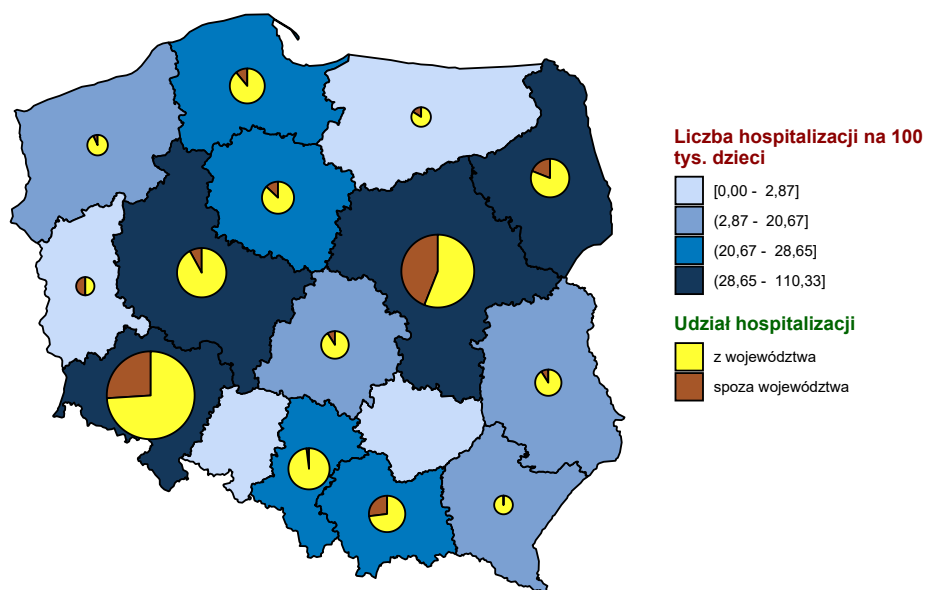 Liczba hospitalizacji na 100
tys. dzieci
[0,00 - 2,87]
(2,87 - 20,67]
(20,67 - 28,65]
(28,65 - 110,33]
Udział hospitalizacji
z województwa
spoza województwa